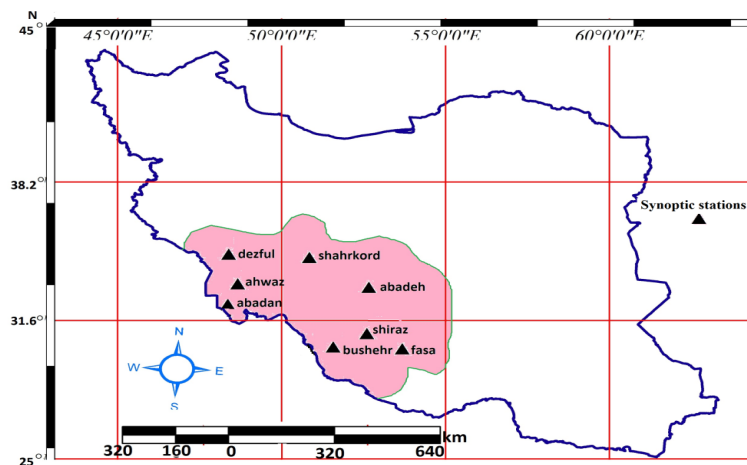 N
45°
45°0'0"E 50°0'0"E 55°0'0"E 60°0'0"E
38.2°
Synoptic stations
dezful
shahrkord
ahwaz
abadeh
abadan
31.6°
shiraz
bushehr
fasa
N
W E
S
km
320 160 0 320 640
25°